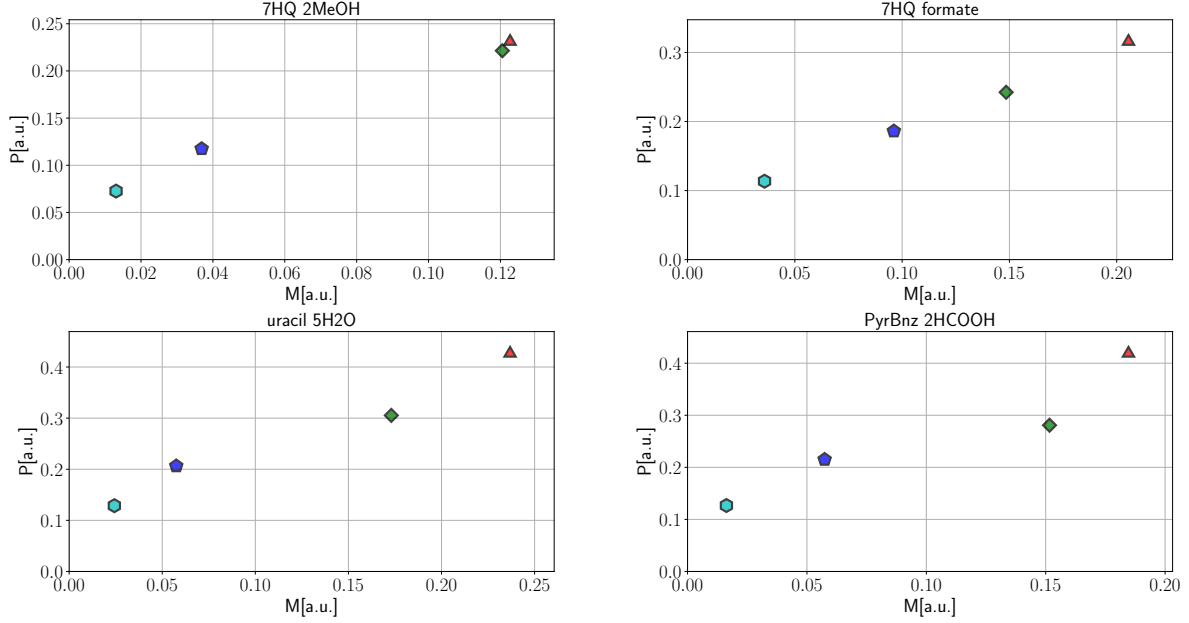 7HQ 2MeOH
P[a.u.]
0.25
0.20
0.15
0.10
0.05
0.00
0.00 0.02 0.04 0.06 0.08 0.10 0.12
M[a.u.]
7HQ formate
P[a.u.]
0.3
0.2
0.1
0.0
0.00 0.05 0.10 0.15 0.20
M[a.u.]
uracil 5H2O
P[a.u.]
0.4
0.3
0.2
0.1
0.0
0.00 0.05 0.10 0.15 0.20 0.25
M[a.u.]
PyrBnz 2HCOOH
P[a.u.]
0.4
0.3
0.2
0.1
0.0
0.00 0.05 0.10 0.15 0.20
M[a.u.]